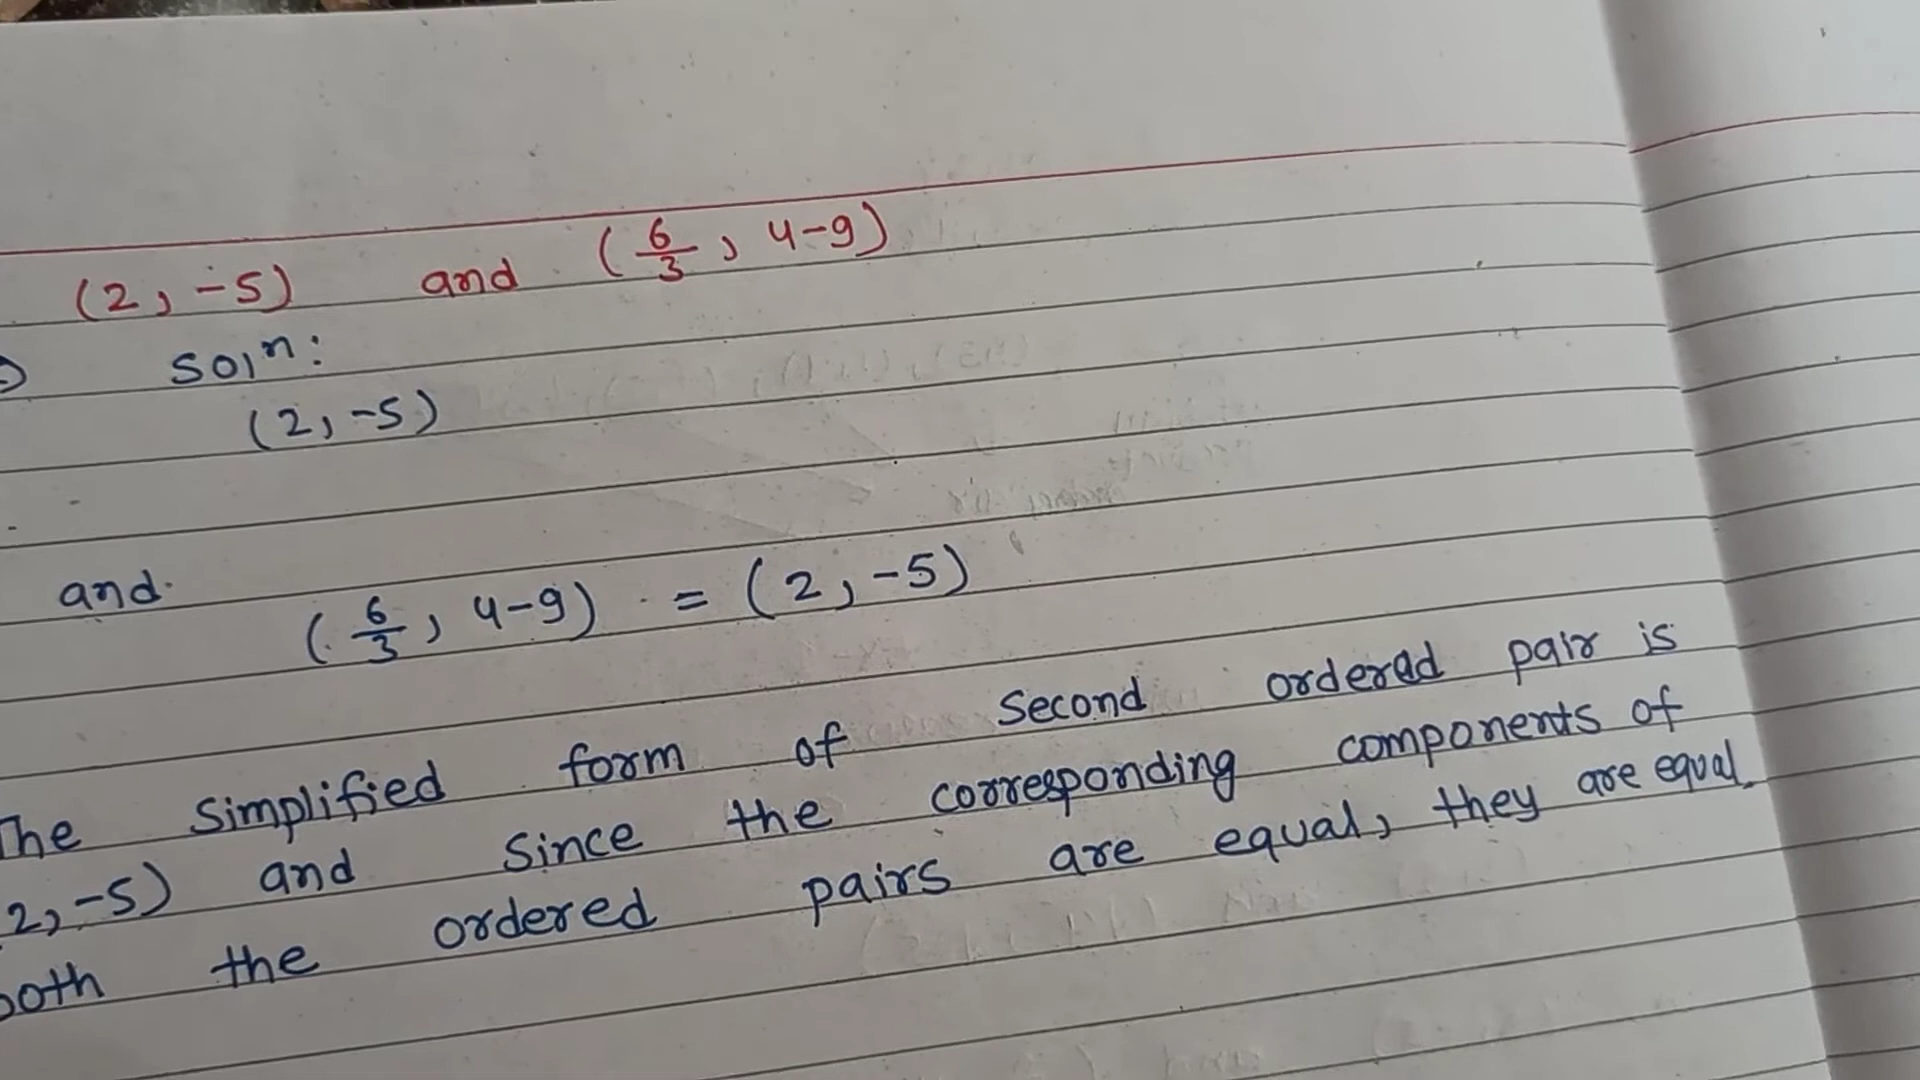 (2, -5) and (6/3, 4-9)
Soln:
(2, -5)
and
(6/3, 4-9) = (2, -5)
The simplified form of second ordered pair is
2, -5) and since the corresponding components of
both the ordered pairs are equal, they are equal.